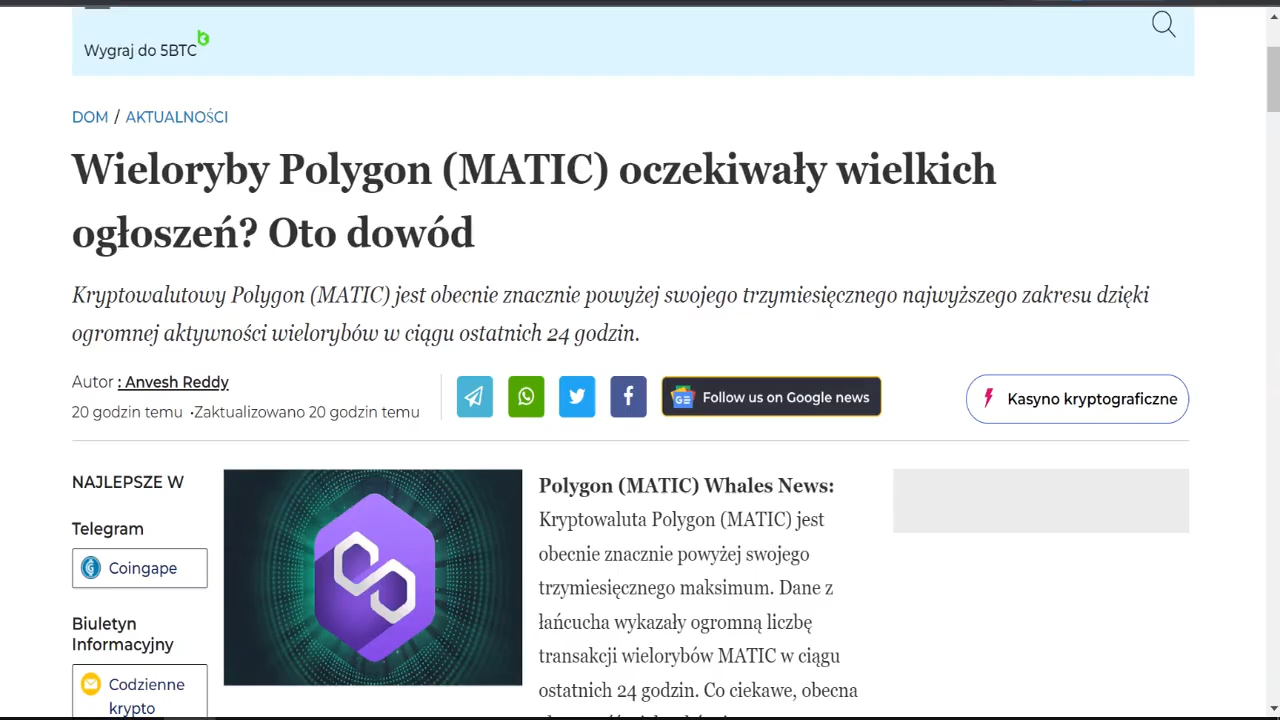 Wygraj do 5BTC
DOM / AKTUALNOŚCI
Wieloryby Polygon (MATIC) oczekiwały wielkich
ogłoszeń? Oto dowód
Kryptowalutowy Polygon (MATIC) jest obecnie znacznie powyżej swojego trzymiesięcznego najwyższego zakresu dzięki
ogromnej aktywności wielorybów w ciągu ostatnich 24 godzin.
Autor : Anvesh Reddy
20 godzin temu ·Zaktualizowano 20 godzin temu
Follow us on Google news
Kasyno kryptograficzne
NAJLEPSZE W
Telegram
Coingape
Biuletyn
Informacyjny
Codzienne
krypto
Polygon (MATIC) Whales News:
Kryptowaluta Polygon (MATIC) jest
obecnie znacznie powyżej swojego
trzymiesięcznego maksimum. Dane z
łańcucha wykazały ogromną liczbę
transakcji wielorybów MATIC w ciągu
ostatnich 24 godzin. Co ciekawe, obecna